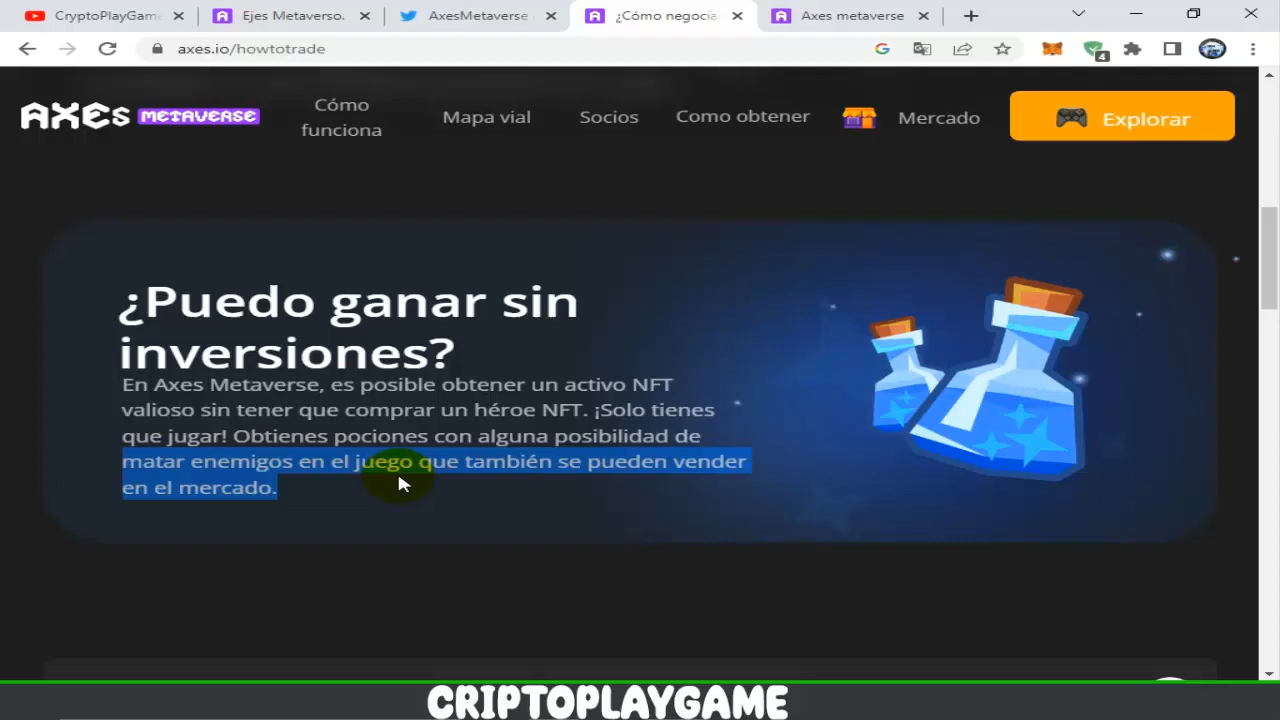 CryptoPlayGam
Ejes Metaverso.
AxesMetaverse
¿Cómo negocia
Axes metaverse
axes.io/howtotrade
4
AXEs METAVERSE
Cómo funciona
Mapa vial
Socios
Como obtener
Mercado
Explorar
¿Puedo ganar sin
inversiones?
En Axes Metaverse, es posible obtener un activo NFT
valioso sin tener que comprar un héroe NFT. ¡Solo tienes
que jugar! Obtienes pociones con alguna posibilidad de
matar enemigos en el juego que también se pueden vender
en el mercado.
CRIPTOPLAYGAME